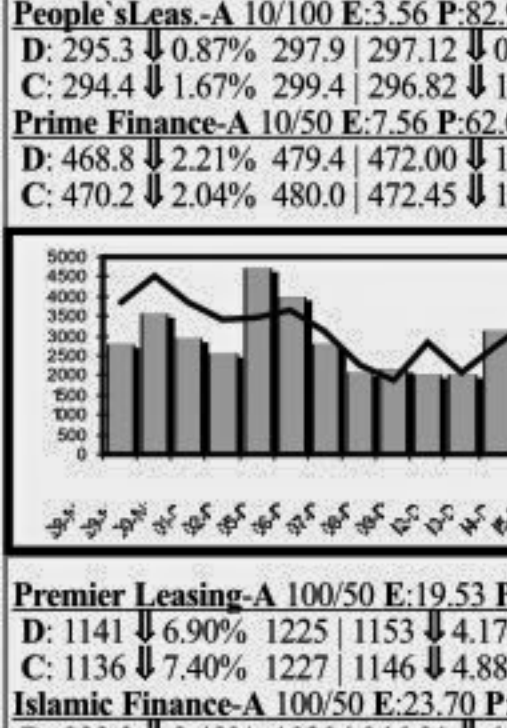 People`sLeas.-A 10/100 E:3.56 P:82.
D: 295.3 ⇓ 0.87% 297.9 | 297.12 ⇓ 0
C: 294.4 ⇓ 1.67% 299.4 | 296.82 ⇓ 1
Prime Finance-A 10/50 E:7.56 P:62.
D: 468.8 ⇓ 2.21% 479.4 | 472.00 ⇓ 1
C: 470.2 ⇓ 2.04% 480.0 | 472.45 ⇓ 1
5000
4500
4000
3500
3000
2500
2000
1500
1000
500
0
Premier Leasing-A 100/50 E:19.53 P
D: 1141 ⇓ 6.90% 1225 | 1153 ⇓ 4.17
C: 1136 ⇓ 7.40% 1227 | 1146 ⇓ 4.88
Islamic Finance-A 100/50 E:23.70 P: